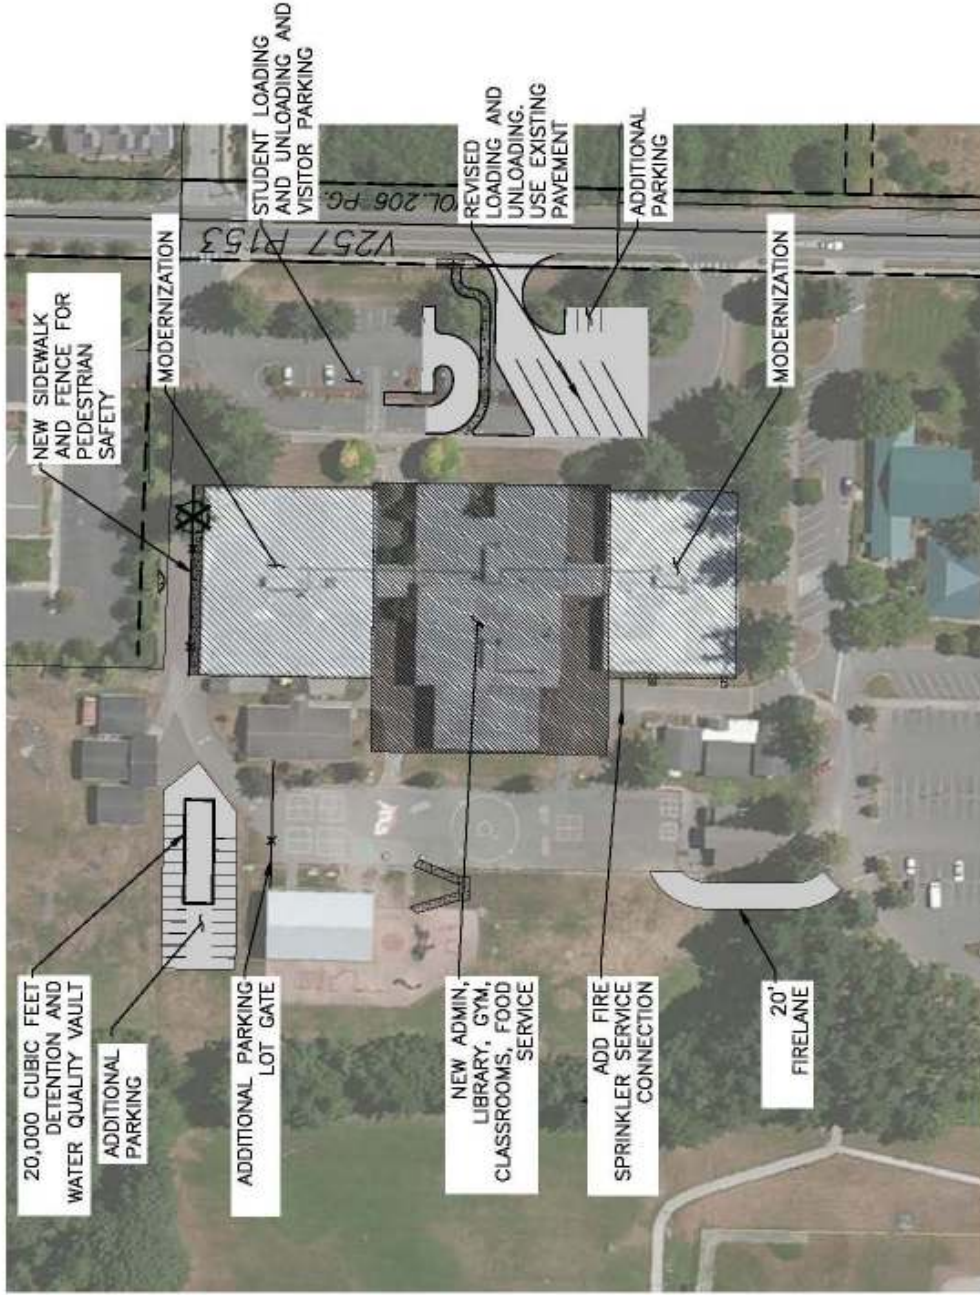 NEW SIDEWALK
AND FENCE FOR
PEDESTRIAN
SAFETY
MODERNIZATION
STUDENT LOADING
AND UNLOADING AND
VISITOR PARKING
V257 P153
VOL.206 PG.
REVISED
LOADING AND
UNLOADING.
USE EXISTING
PAVEMENT
ADDITIONAL
PARKING
MODERNIZATION
20,000 CUBIC FEET
DETENTION AND
WATER QUALITY VAULT
ADDITIONAL
PARKING
ADDITIONAL PARKING
LOT GATE
NEW ADMIN,
LIBRARY, GYM,
CLASSROOMS, FOOD
SERVICE
ADD FIRE
SPRINKLER SERVICE
CONNECTION
20'
FIRELANE